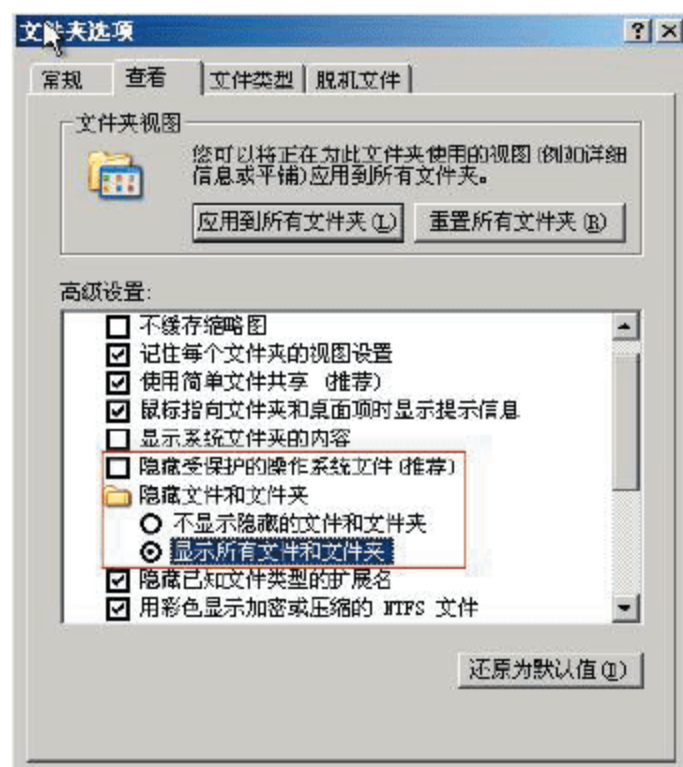 文件夹选项
常规 查看 文件类型 脱机文件
文件夹视图
您可以将正在为此文件夹使用的视图(例如详细
信息或平铺)应用到所有文件夹。
应用到所有文件夹(L) 重置所有文件夹(R)
高级设置:
不缓存缩略图
记住每个文件夹的视图设置
使用简单文件共享 (推荐)
鼠标指向文件夹和桌面项时显示提示信息
显示系统文件夹的内容
隐藏受保护的操作系统文件(推荐)
隐藏文件和文件夹
不显示隐藏的文件和文件夹
显示所有文件和文件夹
隐藏已知文件类型的扩展名
用彩色显示加密或压缩的 NTFS 文件
还原为默认值(D)